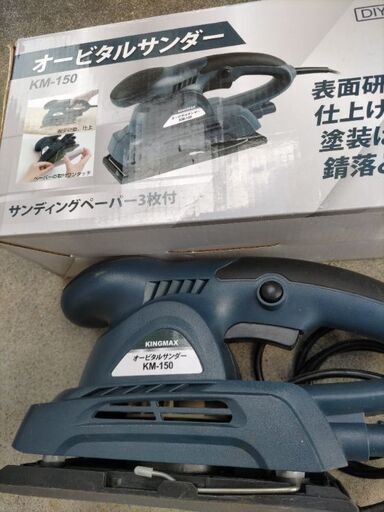 DIY
オービタルサンダー
KM-150
表面研
仕上げ
塗装は
錆落と
サンディングペーパー3枚付
KINGMAX
オービタルサンダー
KM-150